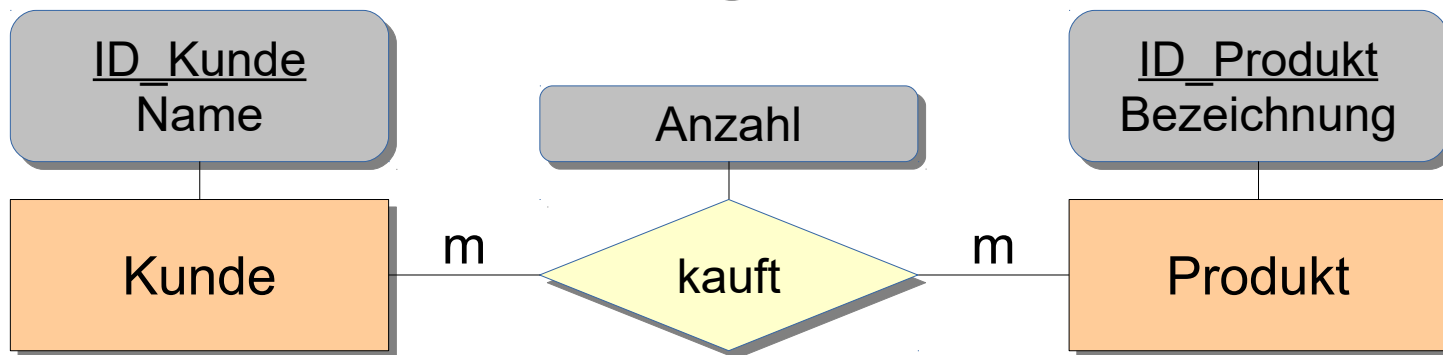 ID_Kunde
Name
Anzahl
ID_Produkt
Bezeichnung
Kunde
m
kauft
m
Produkt